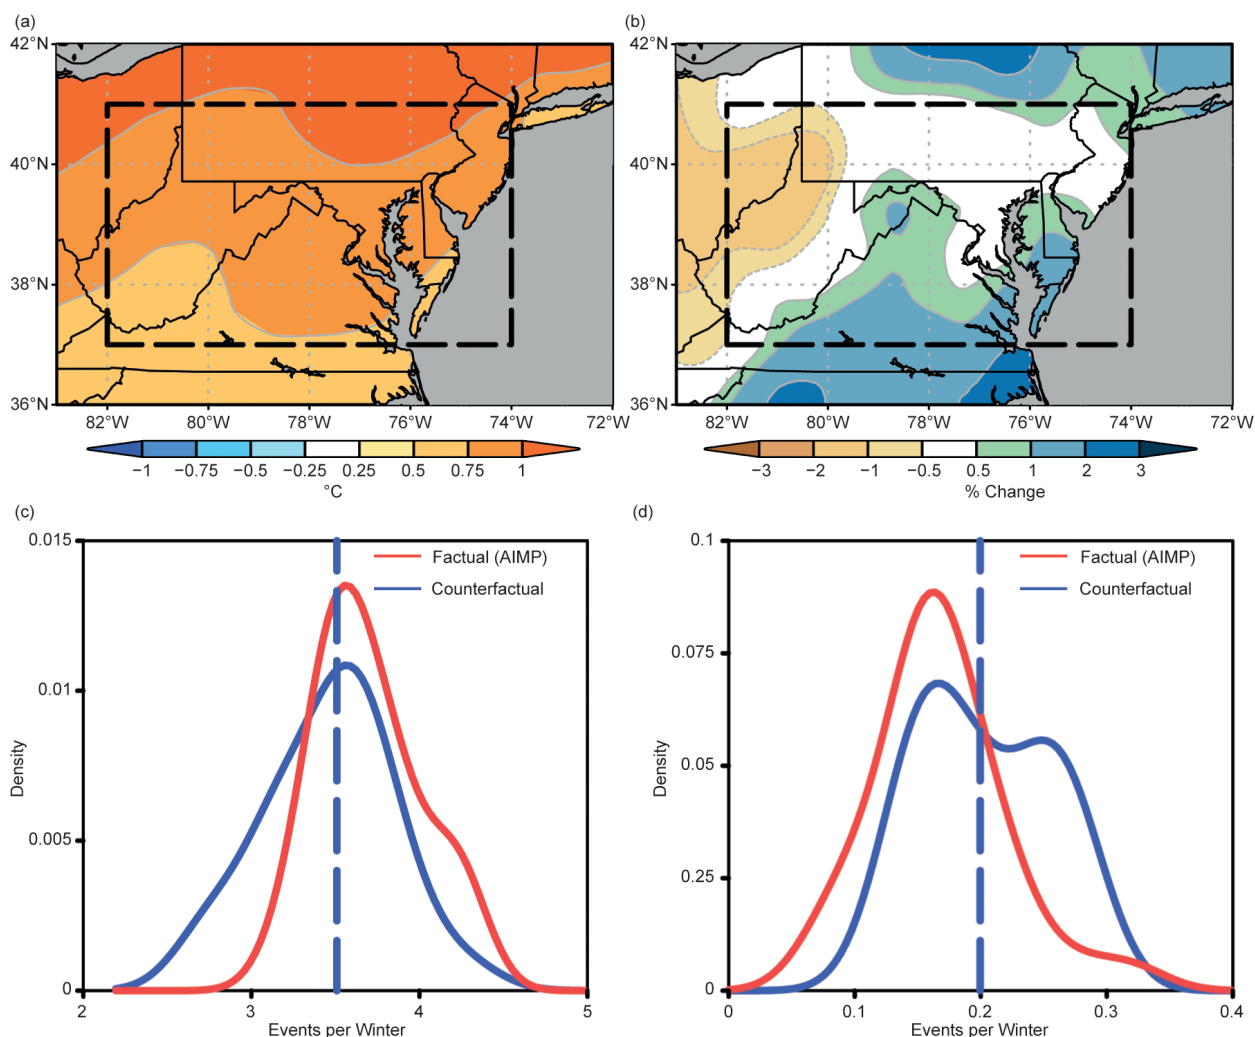 (a)
(b)
42°N
40°N
38°N
36°N
82°W 80°W 78°W 76°W 74°W 72°W
42°N
40°N
38°N
36°N
82°W 80°W 78°W 76°W 74°W 72°W
−1 −0.75 −0.5 −0.25 0.25 0.5 0.75 1
°C
−3 −2 −1 −0.5 0.5 1 2 3
% Change
(c)
0.015
0.01
0.005
0
Density
Factual (AIMP)
Counterfactual
2 3 4 5
Events per Winter
(d)
0.1
0.075
0.05
0.25
0
Density
Factual (AIMP)
Counterfactual
0 0.1 0.2 0.3 0.4
Events per Winter